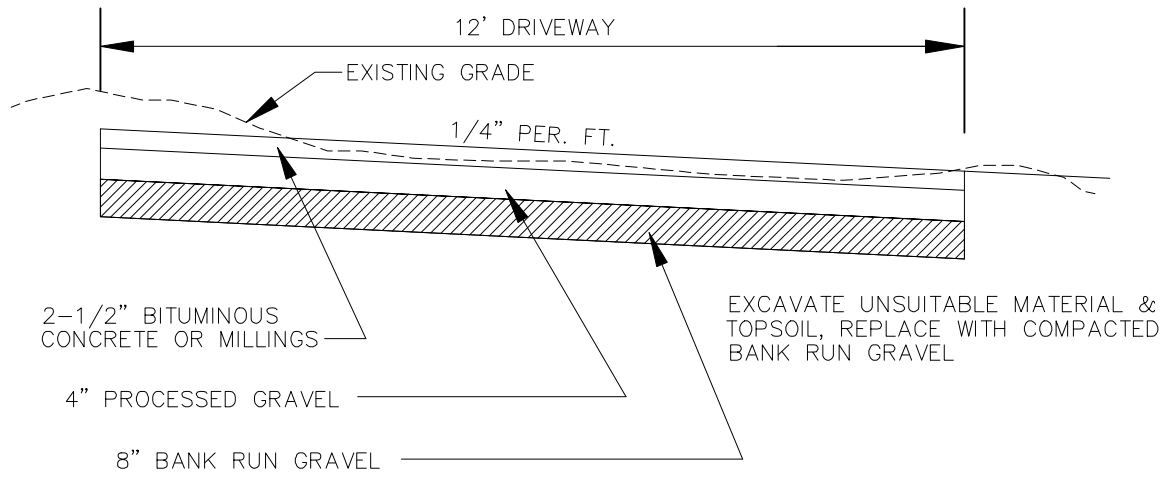 12' DRIVEWAY
EXISTING GRADE
1/4" PER. FT.
2-1/2" BITUMINOUS
CONCRETE OR MILLINGS
EXCAVATE UNSUITABLE MATERIAL &
TOPSOIL, REPLACE WITH COMPACTED
BANK RUN GRAVEL
4" PROCESSED GRAVEL
8" BANK RUN GRAVEL